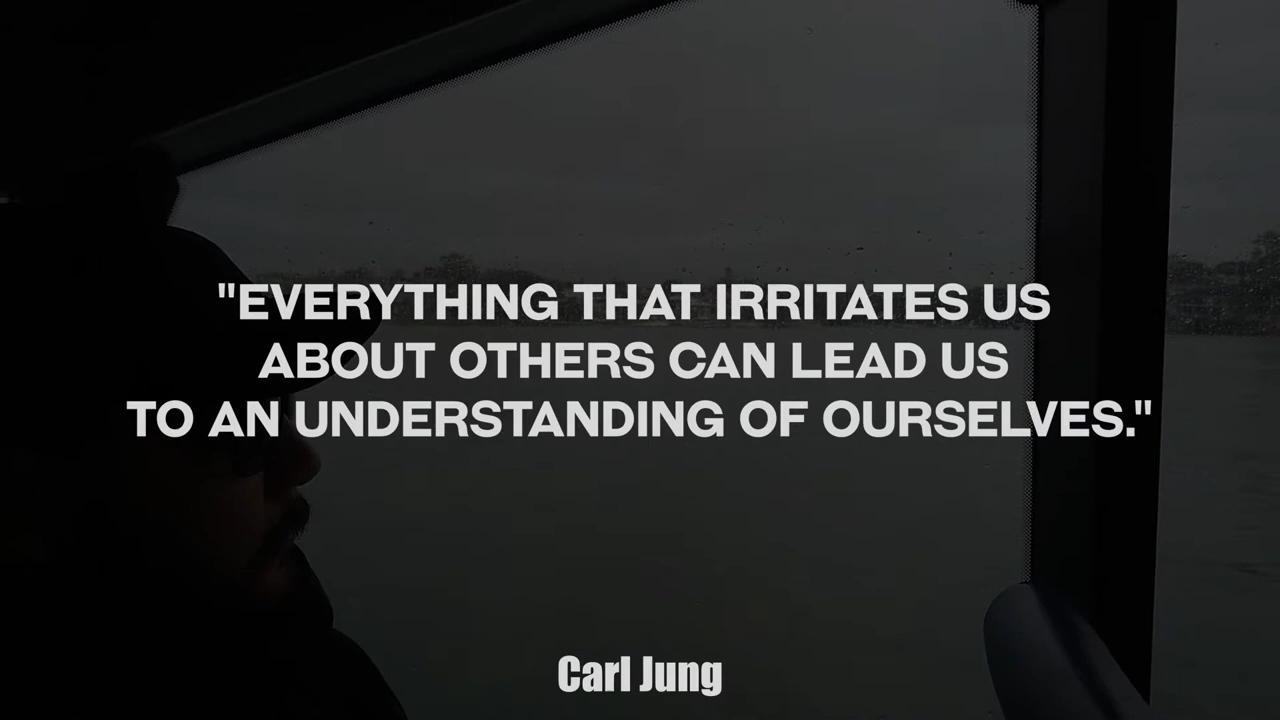 "EVERYTHING THAT IRRITATES US
ABOUT OTHERS CAN LEAD US
TO AN UNDERSTANDING OF OURSELVES."
Carl Jung